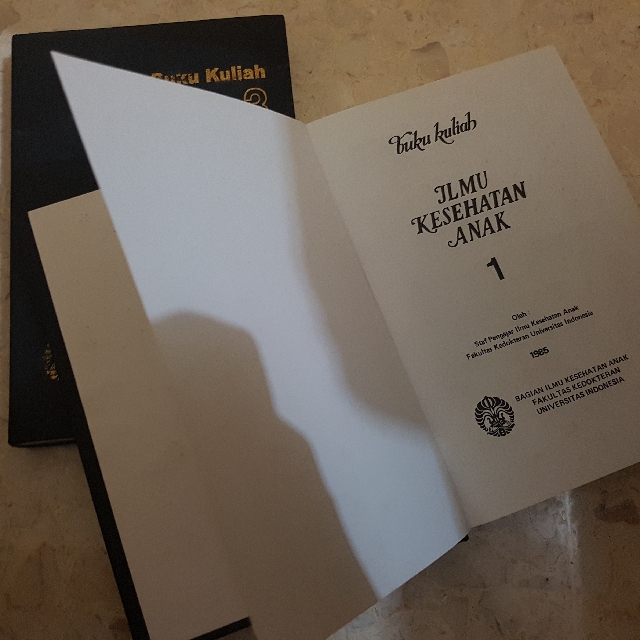 Buku Kuliah
buku kuliah
ILMU
KESEHATAN
ANAK
1
Oleh
Staf Pengajar Ilmu Kesehatan Anak
Fakultas Kedokteran Universitas Indonesia
1985
BAGIAN ILMU KESEHATAN ANAK
FAKULTAS KEDOKTERAN
UNIVERSITAS INDONESIA